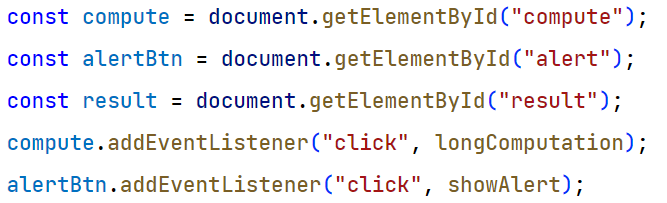 const compute = document.getElementById("compute");
const alertBtn = document.getElementById("alert");
const result = document.getElementById("result");
compute.addEventListener("click", longComputation);
alertBtn.addEventListener("click", showAlert);